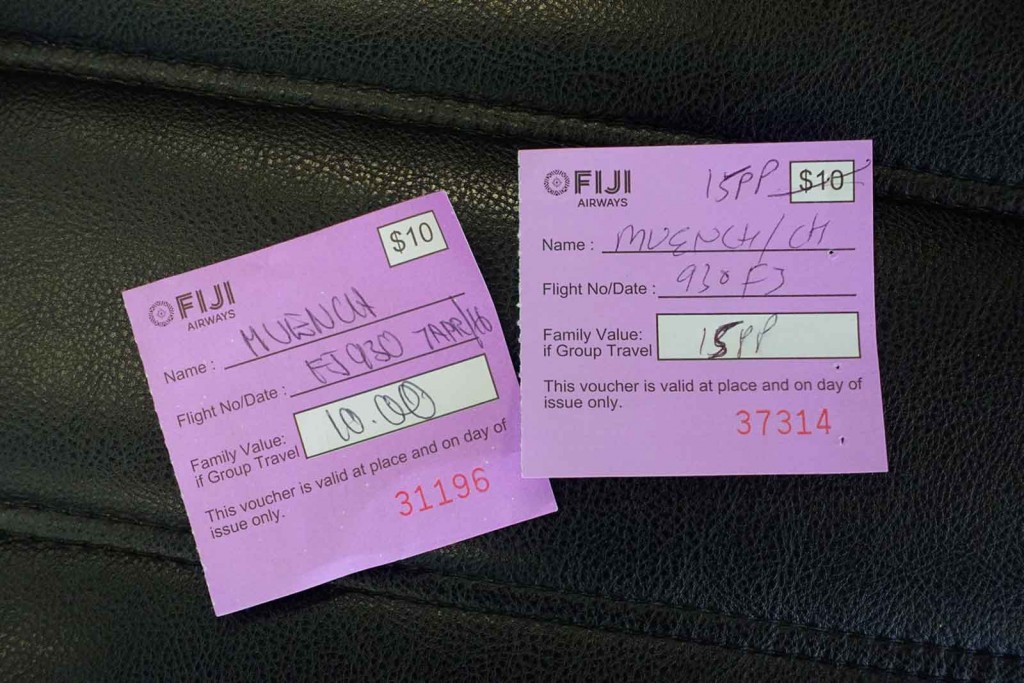 $10
FIJI
AIRWAYS
Name : MUENCH
Flight No/Date : FJ930 7APR/16
Family Value: 10.00
if Group Travel
This voucher is valid at place and on day of
issue only.
31196
15PP $10
FIJI
AIRWAYS
Name : MUENCH/CH
Flight No/Date : 930FJ
Family Value: 15PP
if Group Travel
This voucher is valid at place and on day of
issue only.
37314